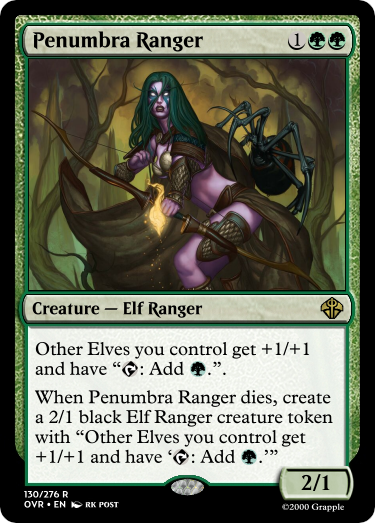 Penumbra Ranger 1
Creature — Elf Ranger
Other Elves you control get +1/+1
and have “: Add .”.
When Penumbra Ranger dies, create
a 2/1 black Elf Ranger creature token
with “Other Elves you control get
+1/+1 and have ‘: Add .’”
2/1
130/276 R
OVR • EN RK POST
©2000 Grapple